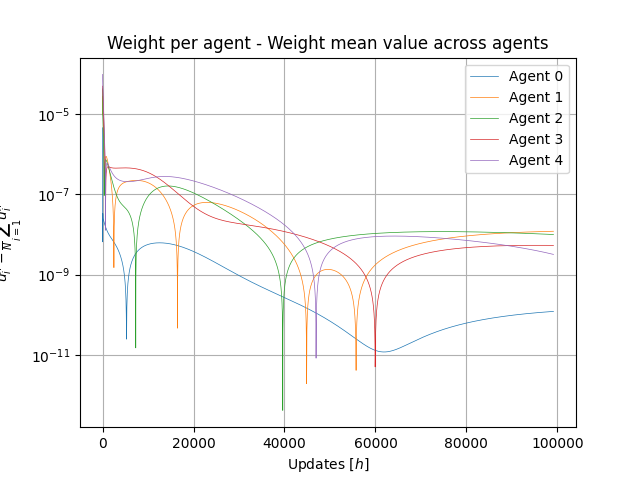 Weight per agent - Weight mean value across agents
Agent 0
Agent 1
Agent 2
Agent 3
Agent 4
10⁻⁵
10⁻⁷
10⁻⁹
10⁻¹¹
0
20000
40000
60000
80000
100000
Updates [h]